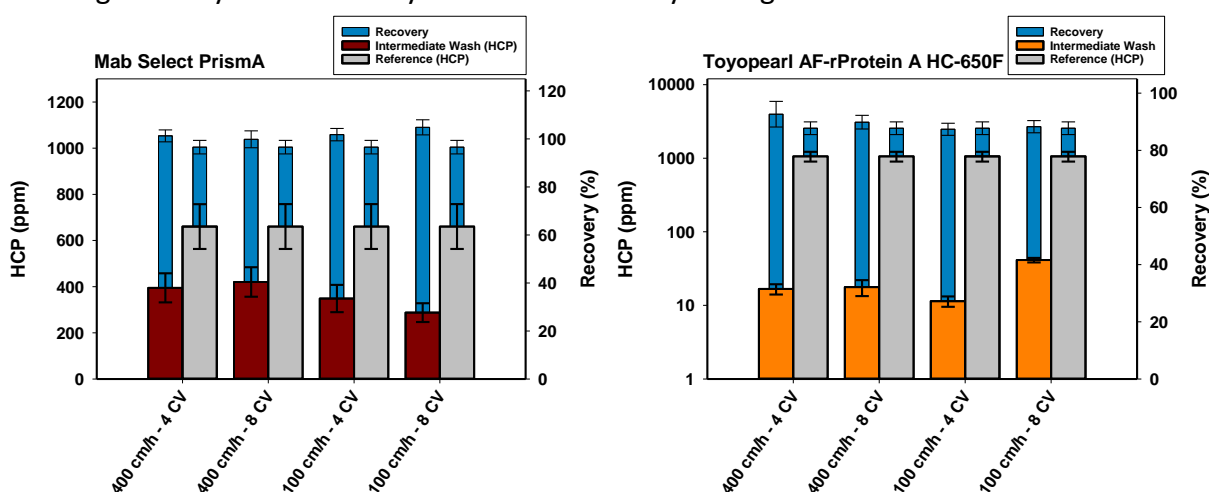 Recovery
Intermediate Wash (HCP)
Reference (HCP)
Mab Select PrismA
1200
1000
800
600
400
200
0
HCP (ppm)
120
100
80
60
40
20
0
Recovery (%)
400 cm/h - 4 CV
400 cm/h - 8 CV
100 cm/h - 4 CV
100 cm/h - 8 CV
Recovery
Intermediate Wash
Reference (HCP)
Toyopearl AF-rProtein A HC-650F
10000
1000
100
10
1
HCP (ppm)
100
80
60
40
20
0
Recovery (%)
400 cm/h - 4 CV
400 cm/h - 8 CV
100 cm/h - 4 CV
100 cm/h - 8 CV